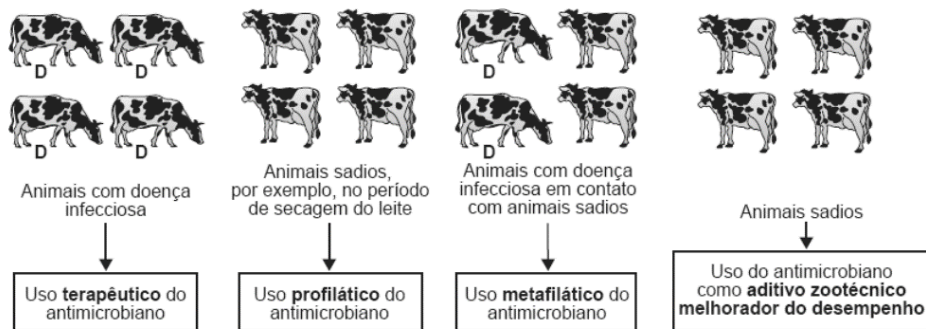 D
D
D
D
Animais com doença
infecciosa
Uso terapêutico do
antimicrobiano
Animais sadios,
por exemplo, no período
de secagem do leite
Uso profilático do
antimicrobiano
D
D
Animais com doença
infecciosa em contato
com animais sadios
Uso metafilático do
antimicrobiano
Animais sadios
Uso do antimicrobiano
como aditivo zootécnico
melhorador do desempenho